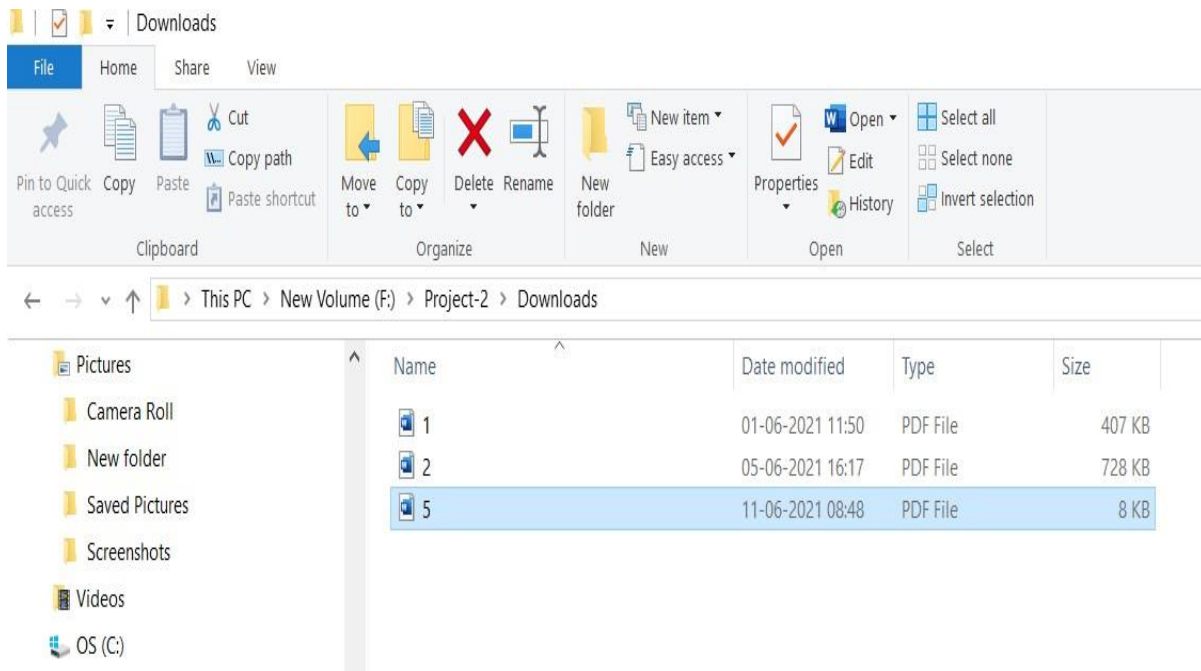 Downloads
File Home Share View
Pin to Quick access
Copy
Paste
Cut
Copy path
Paste shortcut
Clipboard
Move to
Copy to
Delete
Rename
Organize
New folder
New item
Easy access
New
Properties
Open
Edit
History
Open
Select all
Select none
Invert selection
Select
This PC > New Volume (F:) > Project-2 > Downloads
Name Date modified Type Size
1 01-06-2021 11:50 PDF File 407 KB
2 05-06-2021 16:17 PDF File 728 KB
5 11-06-2021 08:48 PDF File 8 KB
Pictures
Camera Roll
New folder
Saved Pictures
Screenshots
Videos
OS (C:)